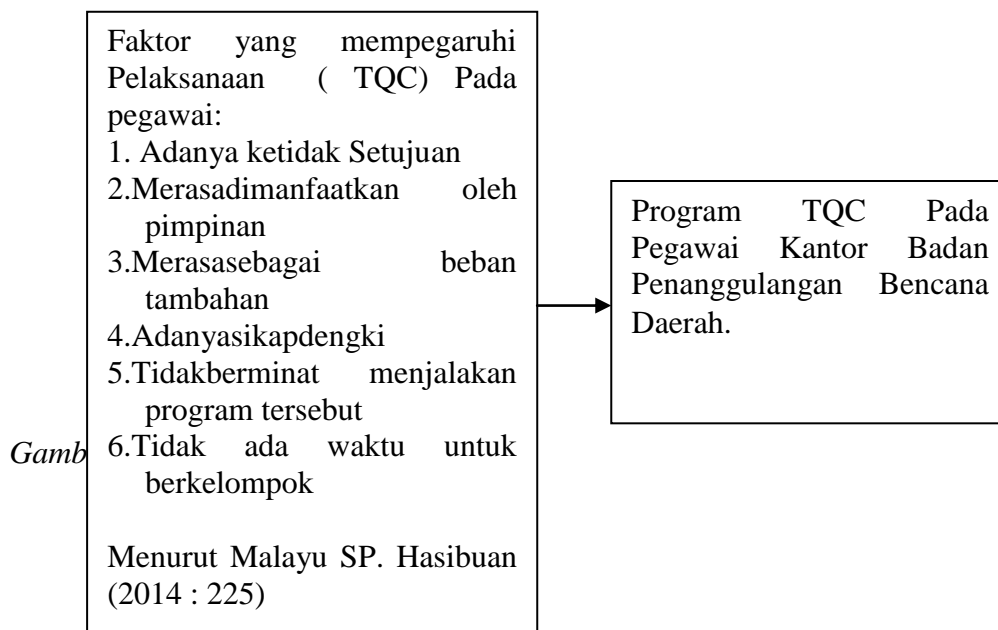 Faktor yang mempegaruhi
Pelaksanaan ( TQC) Pada
pegawai:
1. Adanya ketidak Setujuan
2.Merasadimanfaatkan oleh
pimpinan
3.Merasasebagai beban
tambahan
4.Adanyasikapdengki
5.Tidakberminat menjalakan
program tersebut
6.Tidak ada waktu untuk
berkelompok
Menurut Malayu SP. Hasibuan
(2014 : 225)
Program TQC Pada
Pegawai Kantor Badan
Penanggulangan Bencana
Daerah.
Gamb